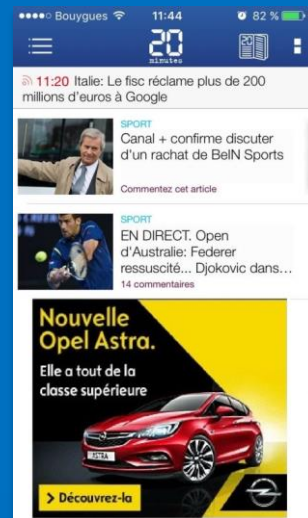 Bouygues 11:44 82 %
20
minutes
11:20 Italie: Le fisc réclame plus de 200
millions d'euros à Google
SPORT
Canal + confirme discuter
d'un rachat de BeIN Sports
Commentez cet article
SPORT
EN DIRECT. Open
d'Australie: Federer
ressuscité... Djokovic dans...
14 commentaires
Nouvelle
Opel Astra.
Elle a tout de la
classe supérieure
ASTRA
> Découvrez-la